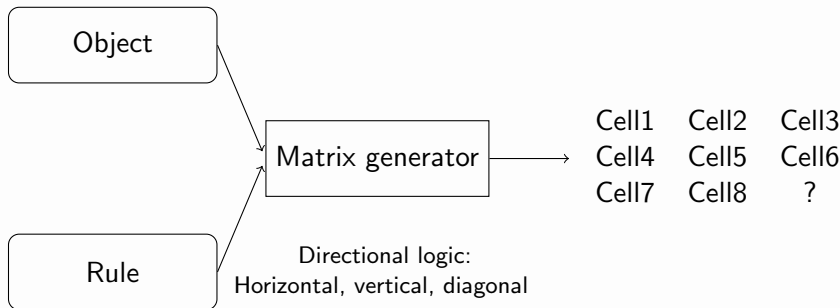 Object
Matrix generator
Cell1 Cell2 Cell3
Cell4 Cell5 Cell6
Cell7 Cell8 ?
Rule
Directional logic:
Horizontal, vertical, diagonal